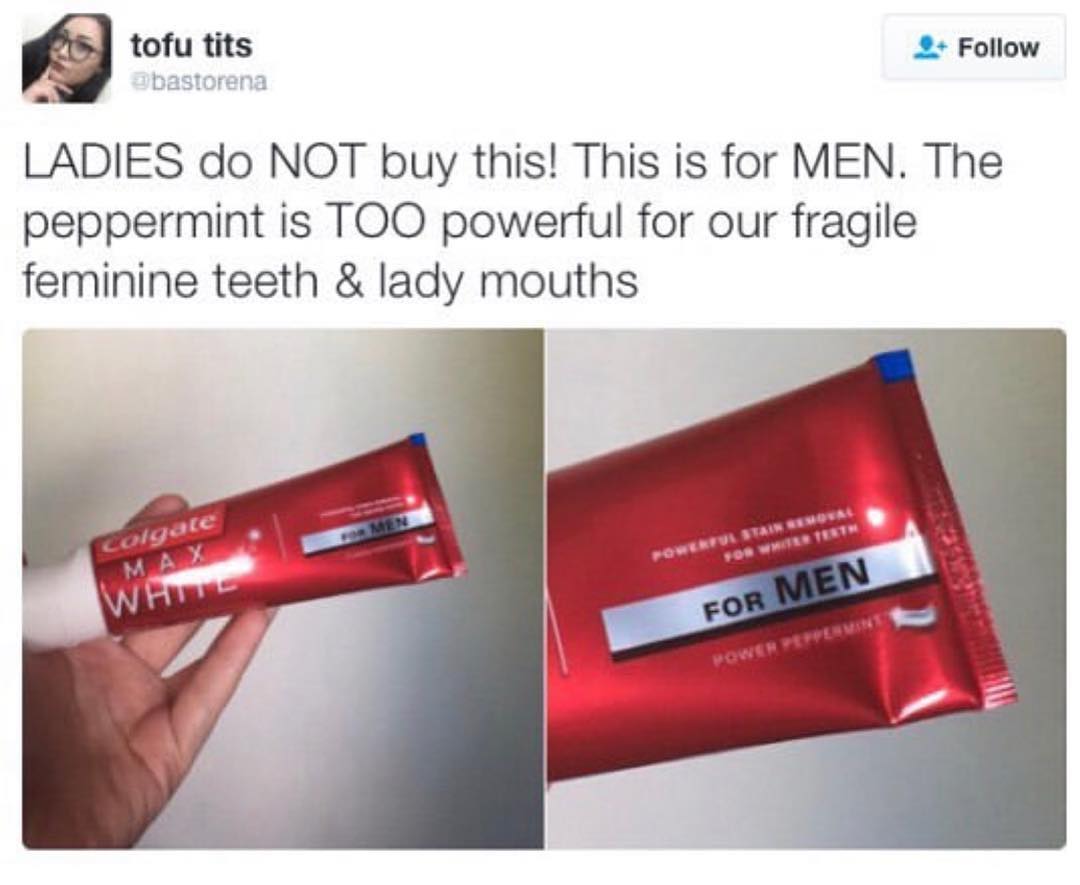 tofu tits
@bastorena
Follow
LADIES do NOT buy this! This is for MEN. The
peppermint is TOO powerful for our fragile
feminine teeth & lady mouths
Colgate
MAX
WHITE
FOR MEN
POWERFUL STAIN REMOVAL
FOR WHITER TEETH
FOR MEN
POWER PEPPERMINT